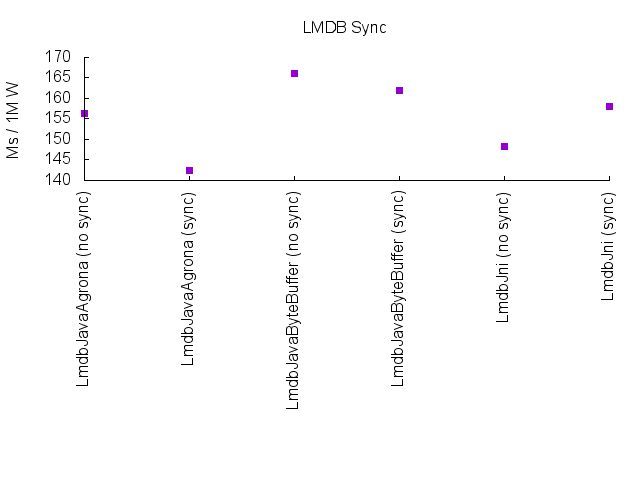 LMDB Sync
Ms / 1M W
170
165
160
155
150
145
140
LmdbJavaAgrona (no sync)
LmdbJavaAgrona (sync)
LmdbJavaByteBuffer (no sync)
LmdbJavaByteBuffer (sync)
LmdbJni (no sync)
LmdbJni (sync)